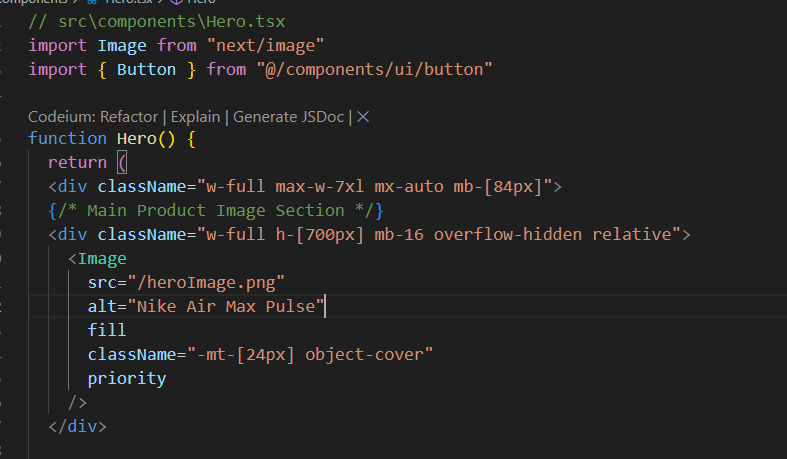 components > Hero.tsx > Hero
// src\components\Hero.tsx
import Image from "next/image"
import { Button } from "@/components/ui/button"
Codeium: Refactor | Explain | Generate JSDoc | ×
function Hero() {
  return (
  <div className="w-full max-w-7xl mx-auto mb-[84px]">
  {/* Main Product Image Section */}
  <div className="w-full h-[700px] mb-16 overflow-hidden relative">
    <Image
      src="/heroImage.png"
      alt="Nike Air Max Pulse"
      fill
      className="-mt-[24px] object-cover"
      priority
    />
  </div>